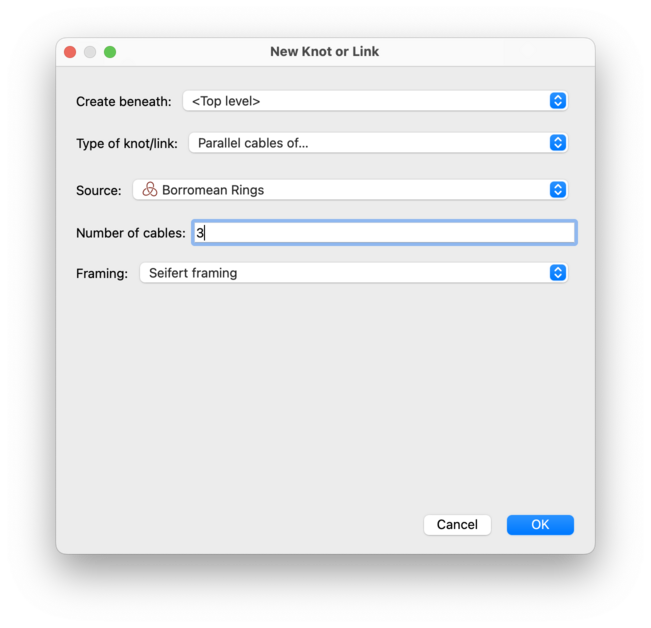 New Knot or Link
Create beneath: <Top level>
Type of knot/link: Parallel cables of...
Source: Borromean Rings
Number of cables: 3
Framing: Seifert framing
Cancel OK